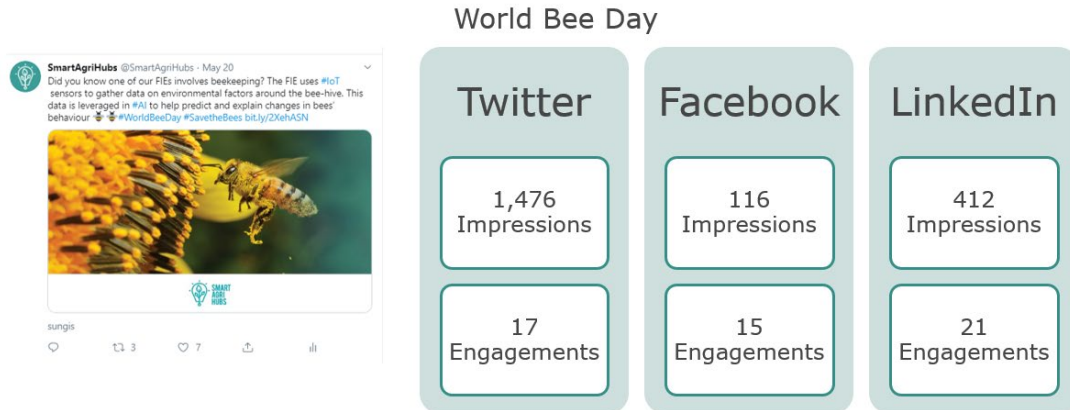 World Bee Day
SmartAgriHubs @SmartAgriHubs - May 20
Did you know one of our FIEs involves beekeeping? The FIE uses #IoT
sensors to gather data on environmental factors around the bee-hive. This
data is leveraged in #AI to help predict and explain changes in bees'
behaviour #WorldBeeDay #SavetheBees bit.ly/2XehASN
SMART
AGRI
HUBS
sungis
3
7
Twitter
1,476
Impressions
17
Engagements
Facebook
116
Impressions
15
Engagements
LinkedIn
412
Impressions
21
Engagements